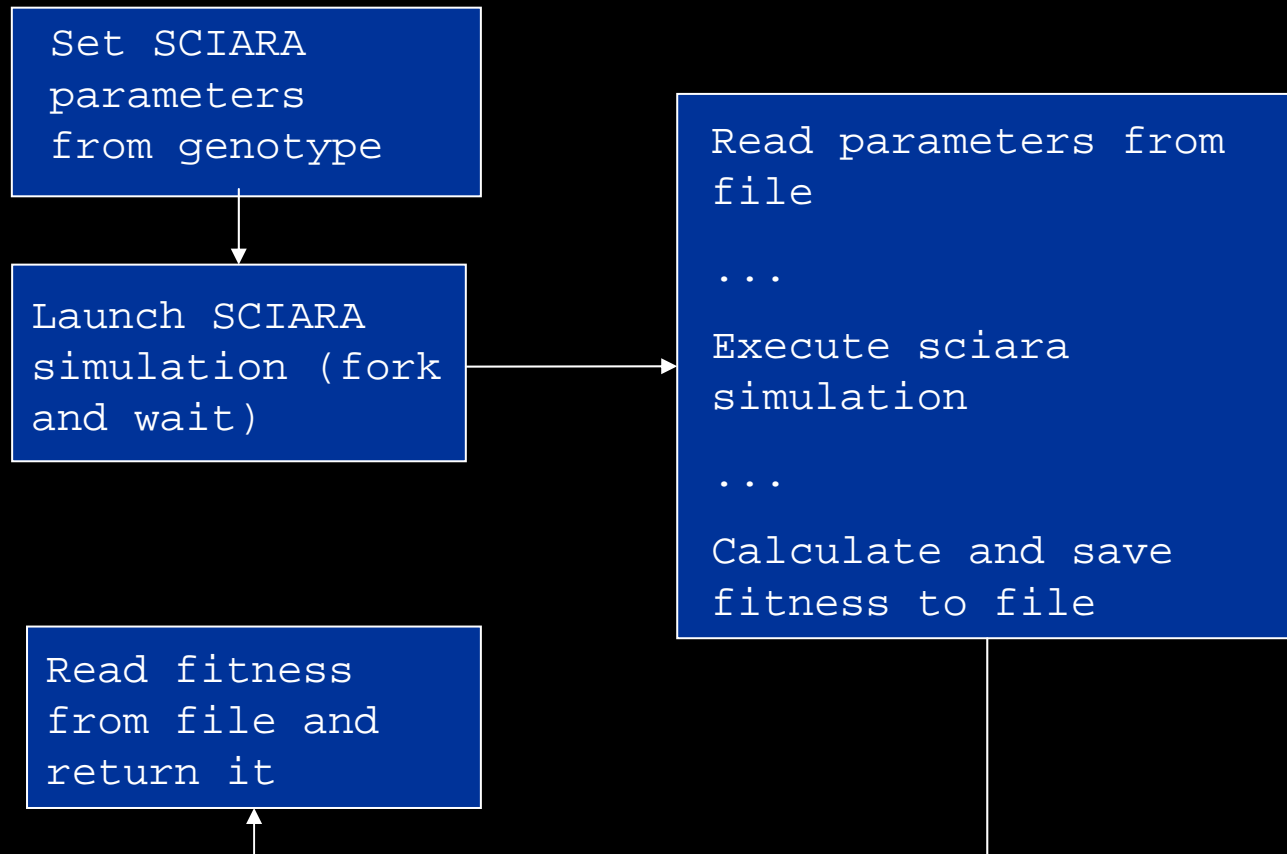 Set SCIARA
parameters
from genotype
Launch SCIARA
simulation (fork
and wait)
Read parameters from
file
...
Execute sciara
simulation
...
Calculate and save
fitness to file
Read fitness
from file and
return it